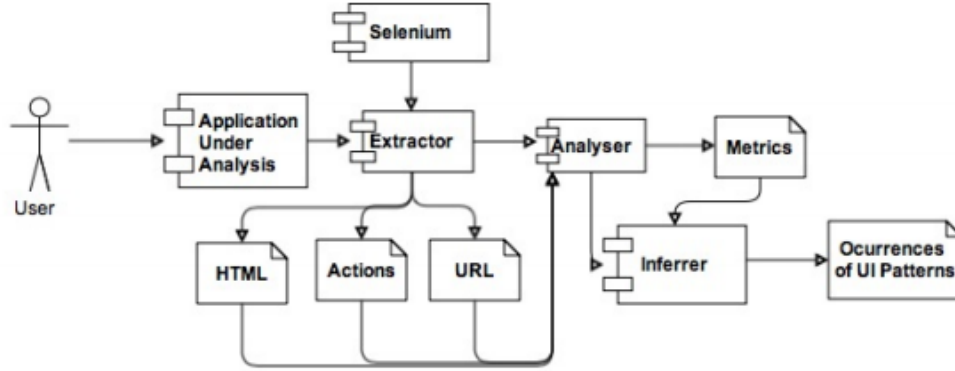 Selenium
User
Application
Under
Analysis
Extractor
Analyser
Metrics
HTML
Actions
URL
Inferrer
Ocurrences
of UI Patterns